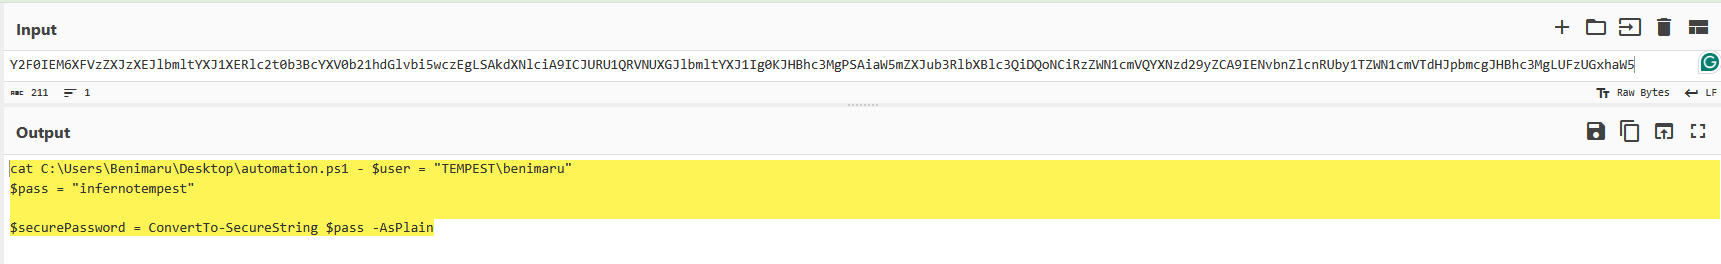 Input
Y2F0IEM6XFVzZXJzXEJlbmltYXJ1XERlc2t0b3BcYXV0b21hdGlvbi5wczEgLSAkdXNlciA9ICJURU1QRVNUXGJlbmltYXJ1Ig0KJHBhc3MgPSAiaW5mZXJub3RlbXBlc3QiDQoNCiRzZWN1cmVQYXNzd29yZCA9IENvbnZlcnRUby1TZWN1cmVTdHJpbmcgJHBhc3MgLUFzUGxhaW5
ABC 211 1 Raw Bytes LF
Output
cat C:\Users\Benimaru\Desktop\automation.ps1 - $user = "TEMPEST\benimaru"
$pass = "infernotempest"
$securePassword = ConvertTo-SecureString $pass -AsPlain